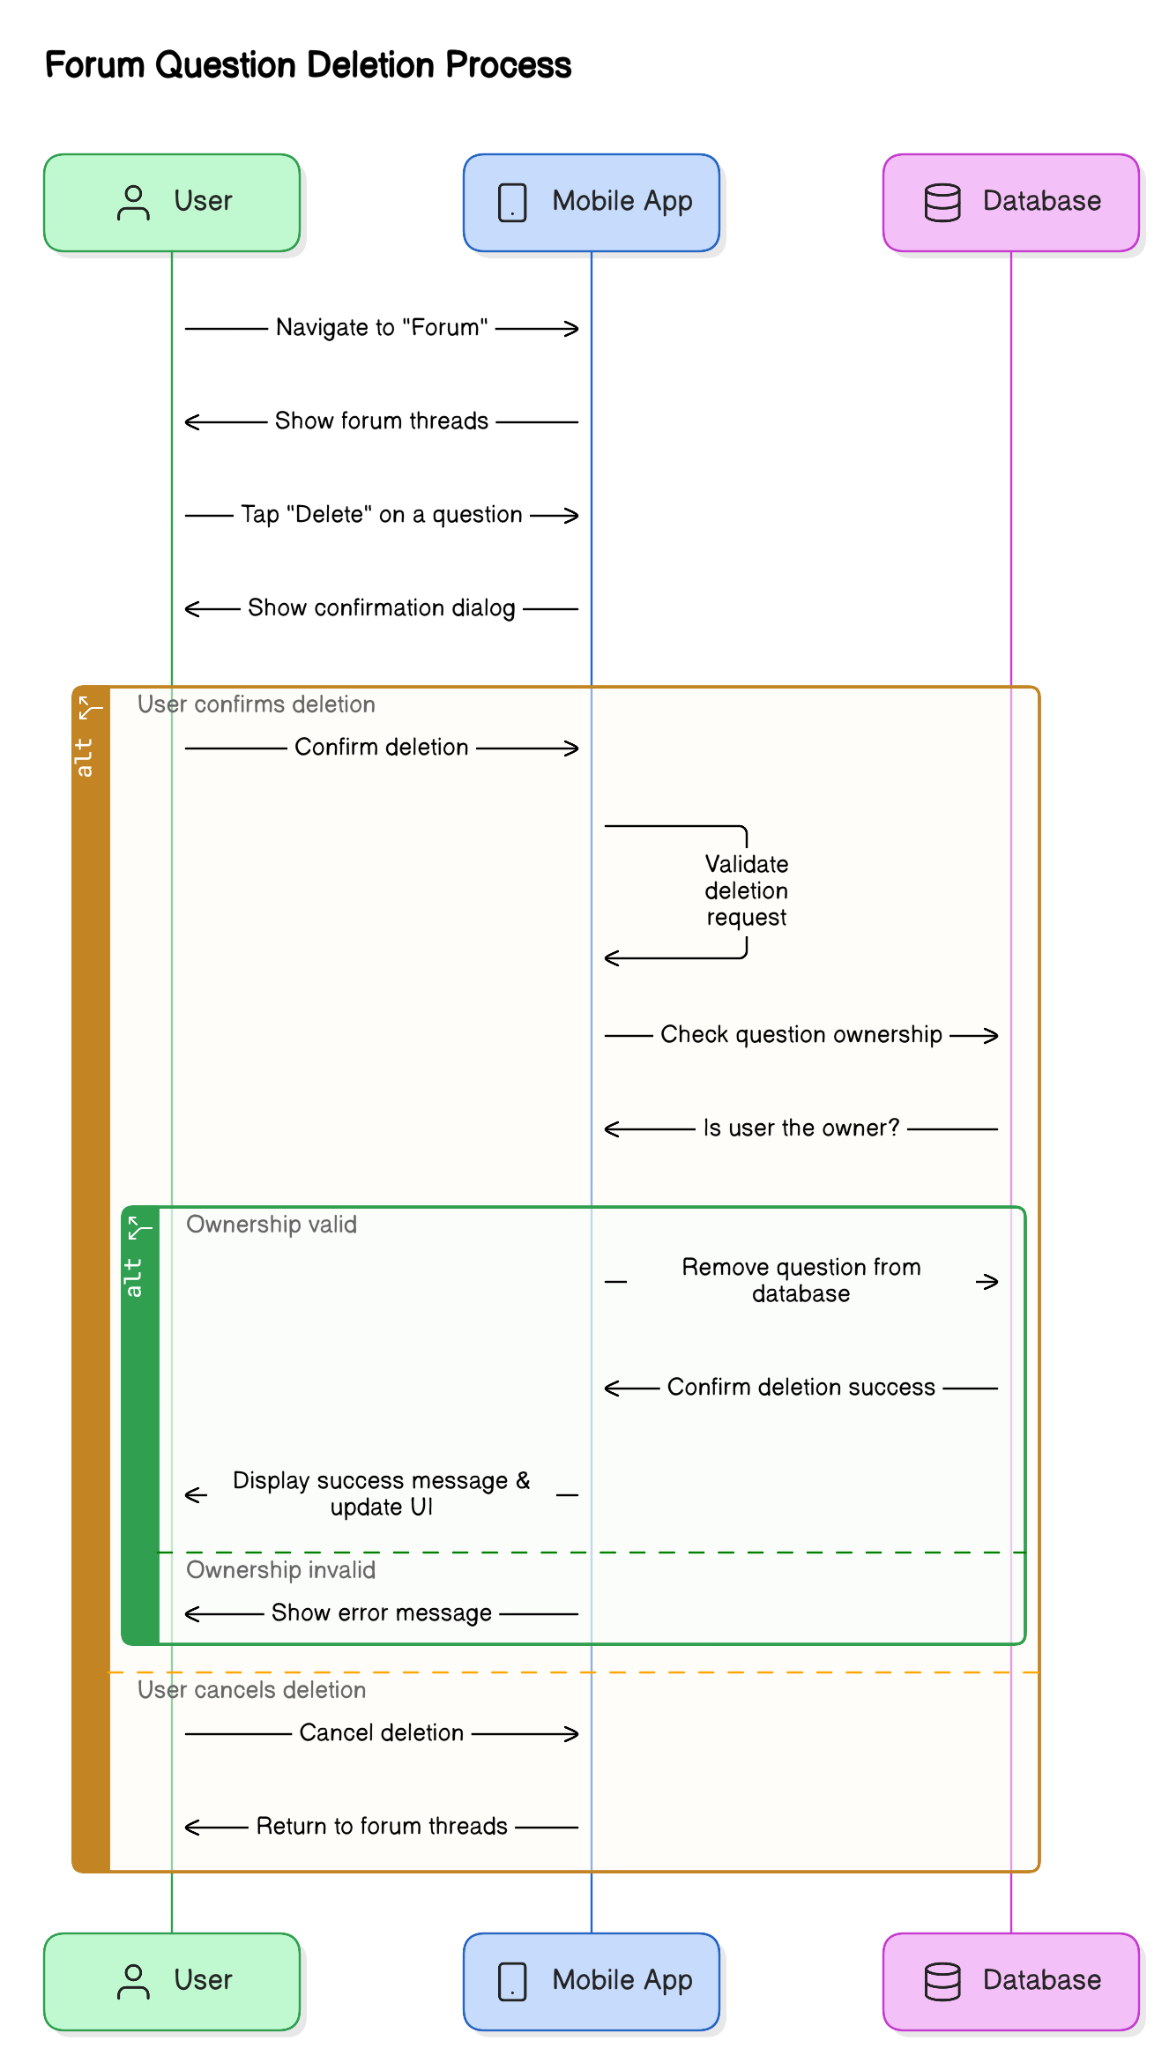 Forum Question Deletion Process
User
Mobile App
Database
Navigate to "Forum"
Show forum threads
Tap "Delete" on a question
Show confirmation dialog
alt
User confirms deletion
Confirm deletion
Validate
deletion
request
Check question ownership
Is user the owner?
alt
Ownership valid
Remove question from
database
Confirm deletion success
Display success message &
update UI
Ownership invalid
Show error message
User cancels deletion
Cancel deletion
Return to forum threads
User
Mobile App
Database